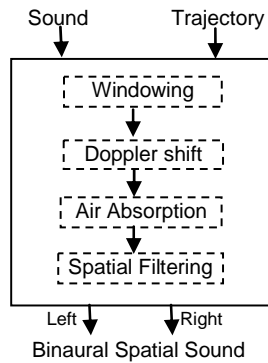 Sound Trajectory
Windowing
Doppler shift
Air Absorption
Spatial Filtering
Left Right
Binaural Spatial Sound